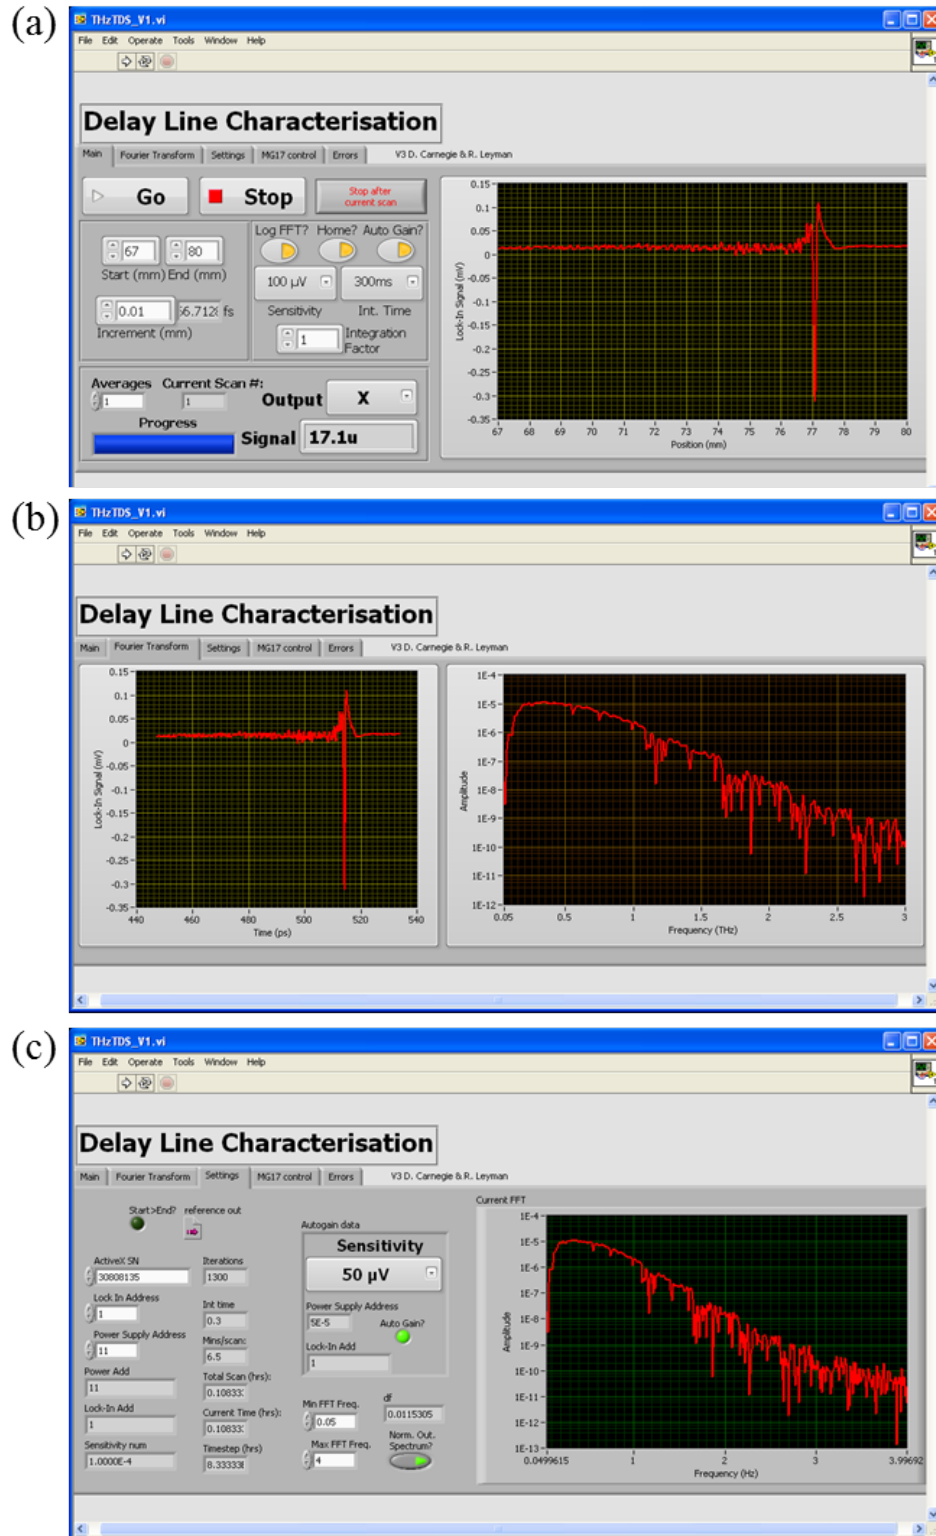 (a)
THzTDS_V1.vi
File Edit Operate Tools Window Help
Delay Line Characterisation
Main Fourier Transform Settings MG17 control Errors V3 D. Carnegie & R. Leyman
Go Stop Stop after
current scan
Log FFT? Home? Auto Gain?
67 80
Start (mm) End (mm)
100 µV 300ms
Sensitivity Int. Time
0.01 fs
Increment (mm)
1 Integration
Factor
Averages Current Scan #:
1 1
Output X
Progress
Signal 17.1u
0.15
0.1
0.05
0
-0.05
-0.1
-0.15
-0.2
-0.25
-0.3
-0.35
Lock-In Signal (mV)
67 69 70 71 72 73 74 75 76 77 78 79 80
Position (mm)
(b)
THzTDS_V1.vi
File Edit Operate Tools Window Help
Delay Line Characterisation
Main Fourier Transform Settings MG17 control Errors V3 D. Carnegie & R. Leyman
0.15
0.1
0.05
0
-0.05
-0.1
-0.15
-0.2
-0.25
-0.3
-0.35
Lock-In Signal (mV)
440 460 480 500 520 540
Time (ps)
1E-4
1E-5
1E-6
1E-7
1E-8
1E-9
1E-10
1E-11
1E-12
Amplitude
0.05 0.5 1 1.5 2 2.5 3
Frequency (THz)
(c)
THzTDS_V1.vi
File Edit Operate Tools Window Help
Delay Line Characterisation
Main Fourier Transform Settings MG17 control Errors V3 D. Carnegie & R. Leyman
Start>End? reference out
ActiveX SN
30808135
Lock In Address
1
Power Supply Address
11
Power Add
11
Lock-In Add
1
Sensitivity num
1.0000E-4
Iterations
1300
Int time
0.3
Mins/scan:
6.5
Total Scan (hrs):
0.10833
Current Time (hrs):
0.10833
Timestep (hrs)
8.33333
Autogain data
Sensitivity
50 µV
Power Supply Address
5E-5
Auto Gain?
Lock-In Add
1
Min FFT Freq.
0.05
df
0.0115305
Max FFT Freq.
4
Norm. Out.
Spectrum?
Current FFT
1E-4
1E-5
1E-6
1E-7
1E-8
1E-9
1E-10
1E-11
1E-12
1E-13
Amplitude
0.0499615 1 2 3 3.99692
Frequency (Hz)